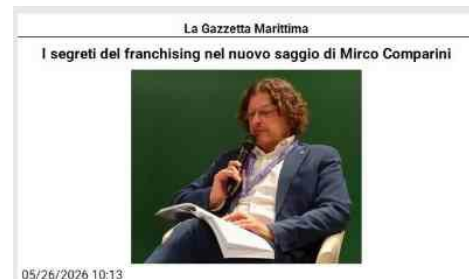 La Gazzetta Marittima
I segreti del franchising nel nuovo saggio di Mirco Comparini
05/26/2026 10:13